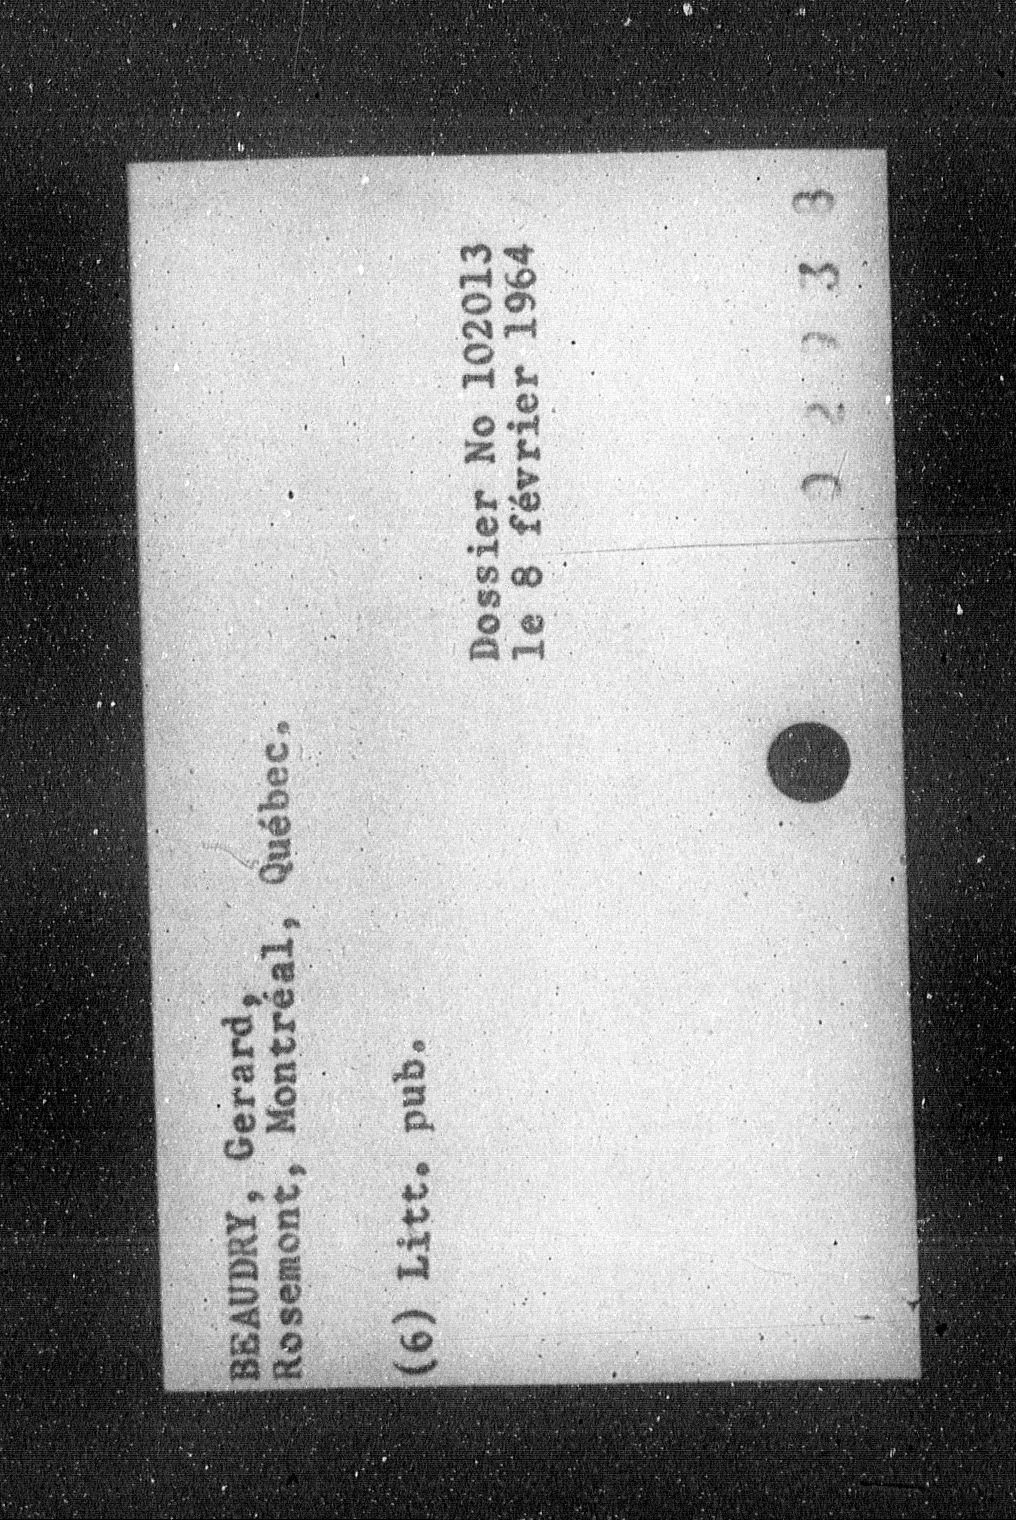 BEAUDRY, Gerard,
Rosemont, Montréal, Québec.
(6) Litt. pub.
Dossier No 102013
le 8 février 1964